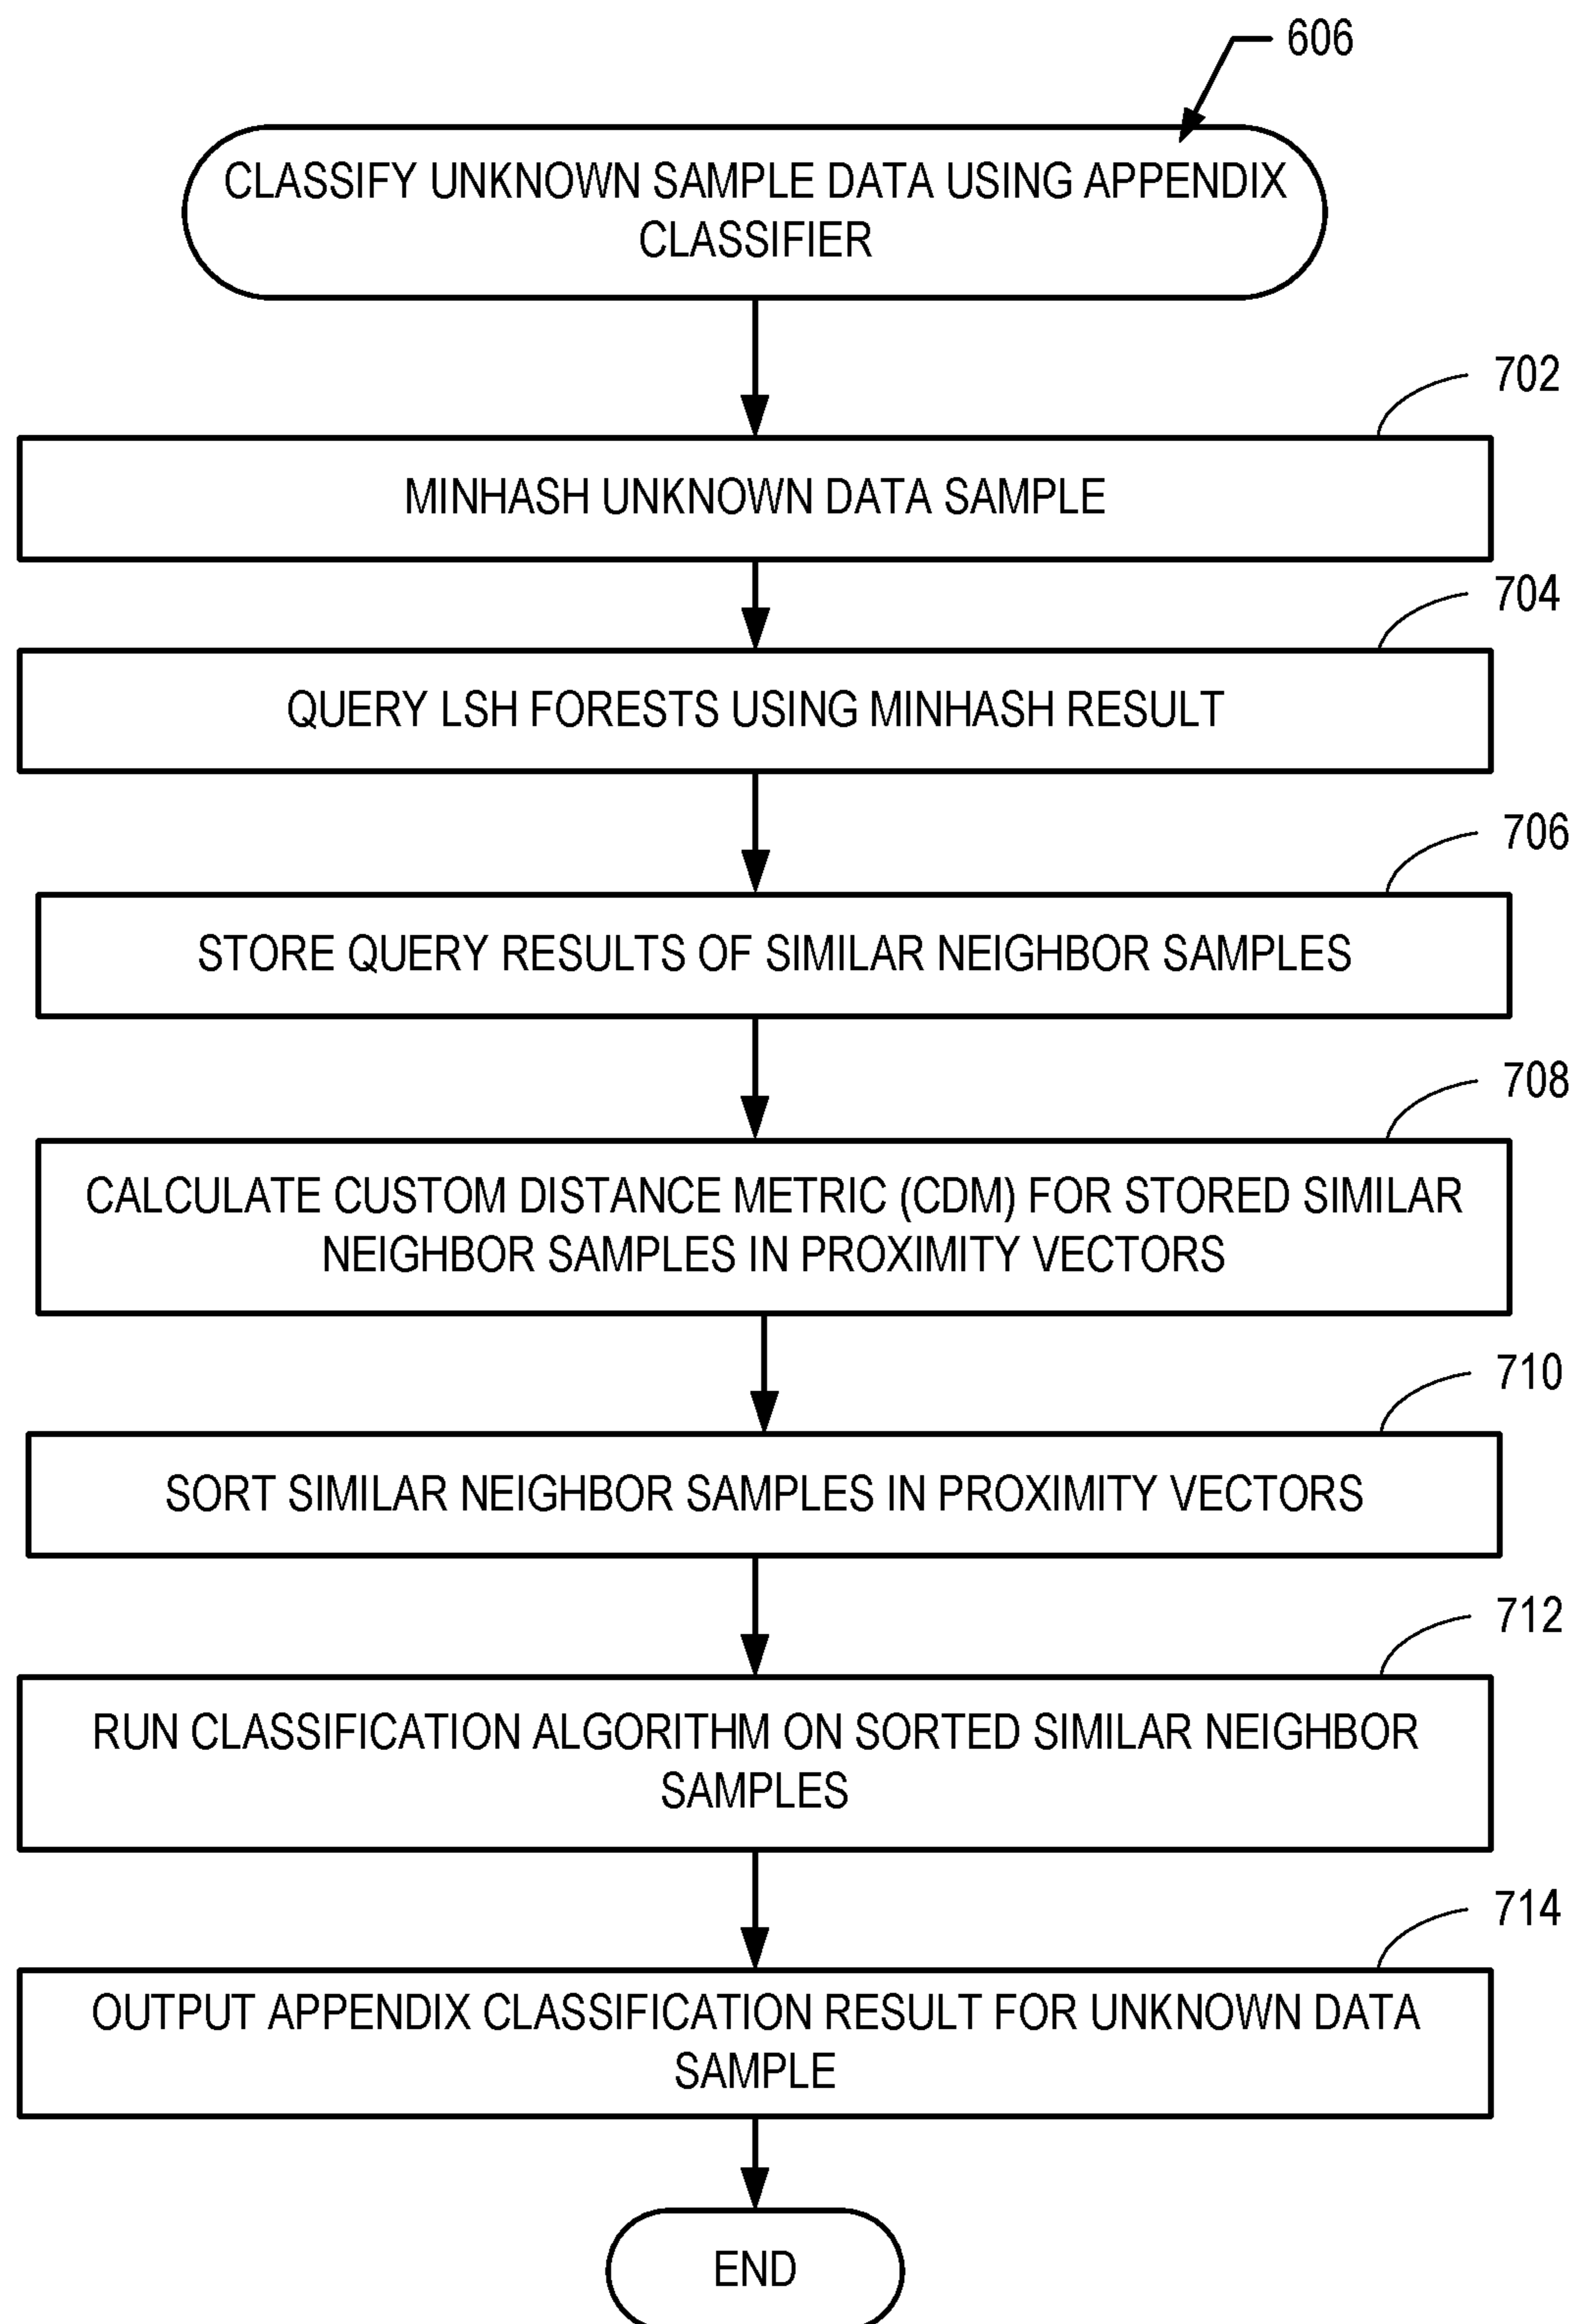 606
CLASSIFY UNKNOWN SAMPLE DATA USING APPENDIX
CLASSIFIER
702
MINHASH UNKNOWN DATA SAMPLE
704
QUERY LSH FORESTS USING MINHASH RESULT
706
STORE QUERY RESULTS OF SIMILAR NEIGHBOR SAMPLES
708
CALCULATE CUSTOM DISTANCE METRIC (CDM) FOR STORED SIMILAR
NEIGHBOR SAMPLES IN PROXIMITY VECTORS
710
SORT SIMILAR NEIGHBOR SAMPLES IN PROXIMITY VECTORS
712
RUN CLASSIFICATION ALGORITHM ON SORTED SIMILAR NEIGHBOR
SAMPLES
714
OUTPUT APPENDIX CLASSIFICATION RESULT FOR UNKNOWN DATA
SAMPLE
END